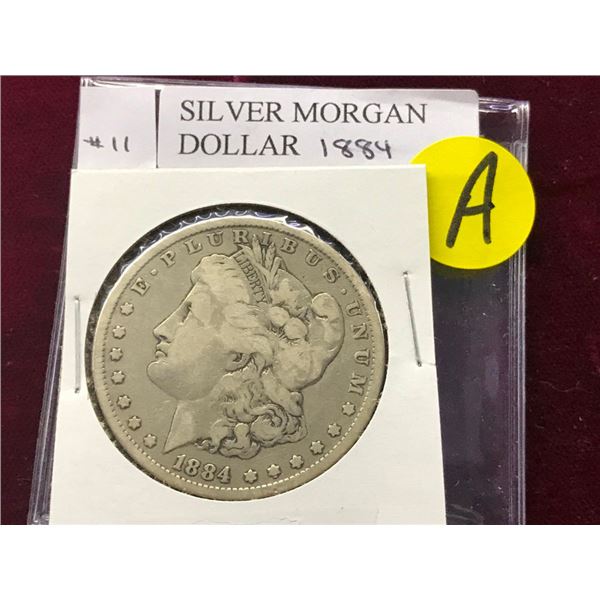 #11
SILVER MORGAN
DOLLAR 1884
A
E · PLURIBUS · UNUM
LIBERTY
1884